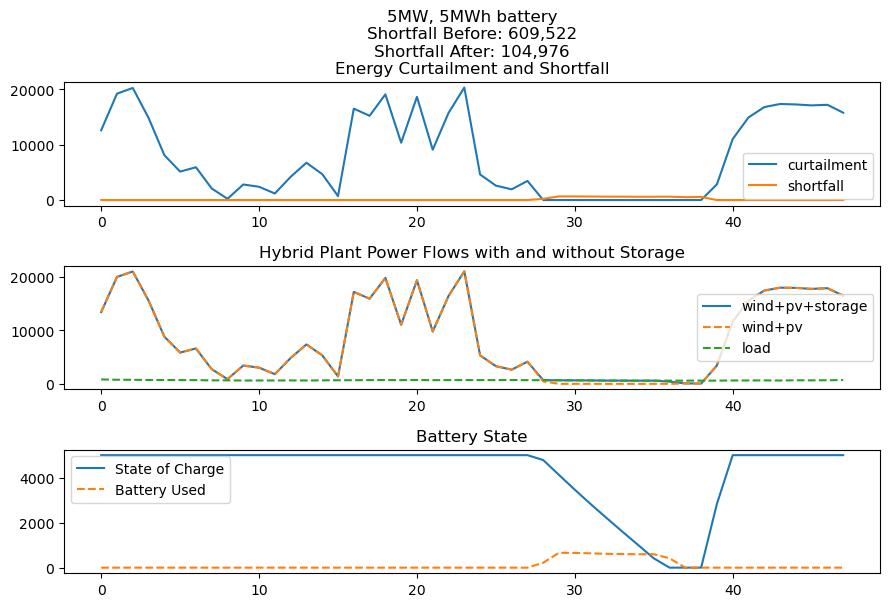 5MW, 5MWh battery
Shortfall Before: 609,522
Shortfall After: 104,976
Energy Curtailment and Shortfall
20000
10000
0
curtailment
shortfall
0 10 20 30 40
Hybrid Plant Power Flows with and without Storage
20000
10000
0
wind+pv+storage
wind+pv
load
0 10 20 30 40
Battery State
4000
2000
0
State of Charge
Battery Used
0 10 20 30 40